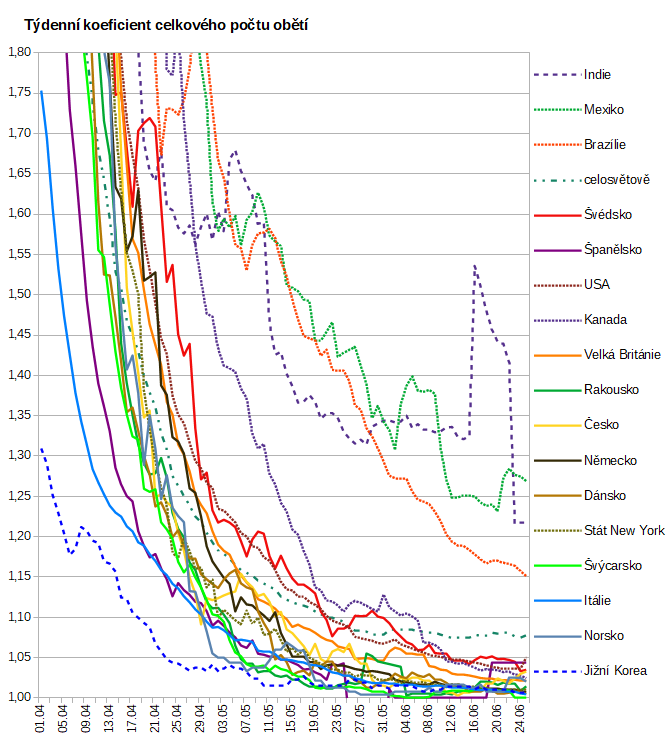 Týdenní koeficient celkového počtu obětí
1,80
1,75
1,70
1,65
1,60
1,55
1,50
1,45
1,40
1,35
1,30
1,25
1,20
1,15
1,10
1,05
1,00
01.04
05.04
09.04
13.04
17.04
21.04
25.04
29.04
03.05
07.05
11.05
15.05
19.05
23.05
27.05
31.05
04.06
08.06
12.06
16.06
20.06
24.06
Indie
Mexiko
Brazílie
celosvětově
Švédsko
Španělsko
USA
Kanada
Velká Británie
Rakousko
Česko
Německo
Dánsko
Stát New York
Švýcarsko
Itálie
Norsko
Jižní Korea